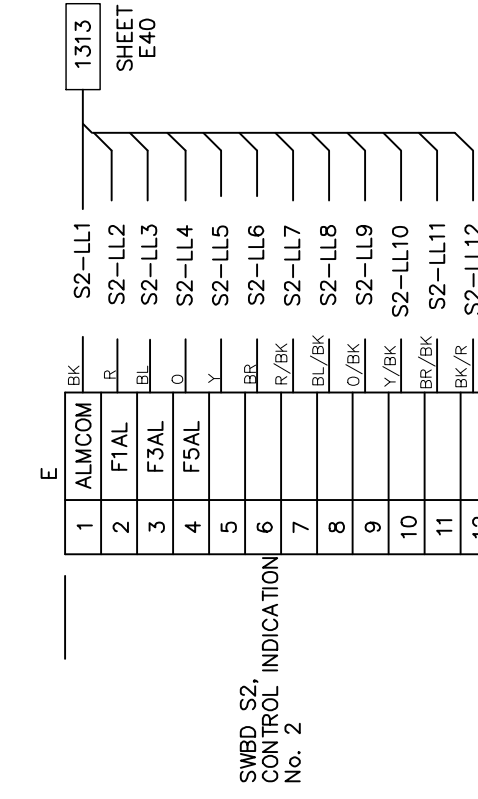 1313
SHEET
E40
E
1 ALMCOM BK S2-LL1
2 F1AL R S2-LL2
3 F3AL BL S2-LL3
4 F5AL O S2-LL4
5 Y S2-LL5
6 BR S2-LL6
7 R/BK S2-LL7
8 BL/BK S2-LL8
9 O/BK S2-LL9
10 Y/BK S2-LL10
11 BR/BK S2-LL11
12 BK/R S2-LL12
SWBD S2,
CONTROL INDICATION
No. 2